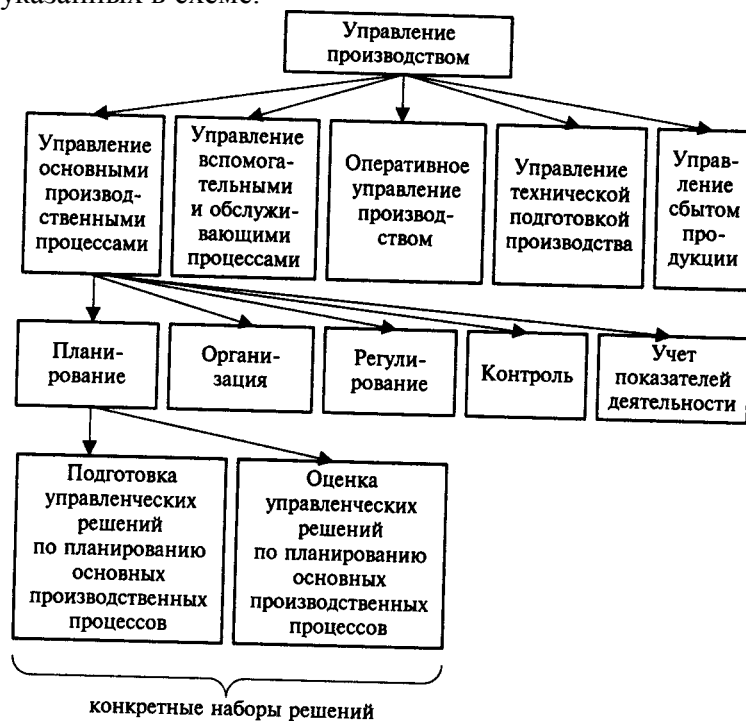 указанных в схеме.
Управление
производством
Управление
основными
производ-
ственными
процессами
Управление
вспомога-
тельными
и обслужи-
вающими
процессами
Оперативное
управление
производ-
ством
Управление
технической
подготовкой
производства
Управ-
ление
сбытом
про-
дукции
Плани-
рование
Органи-
зация
Регули-
рование
Контроль
Учет
показателей
деятельности
Подготовка
управленческих
решений
по планированию
основных
производственных
процессов
Оценка
управленческих
решений
по планированию
основных
производственных
процессов
конкретные наборы решений